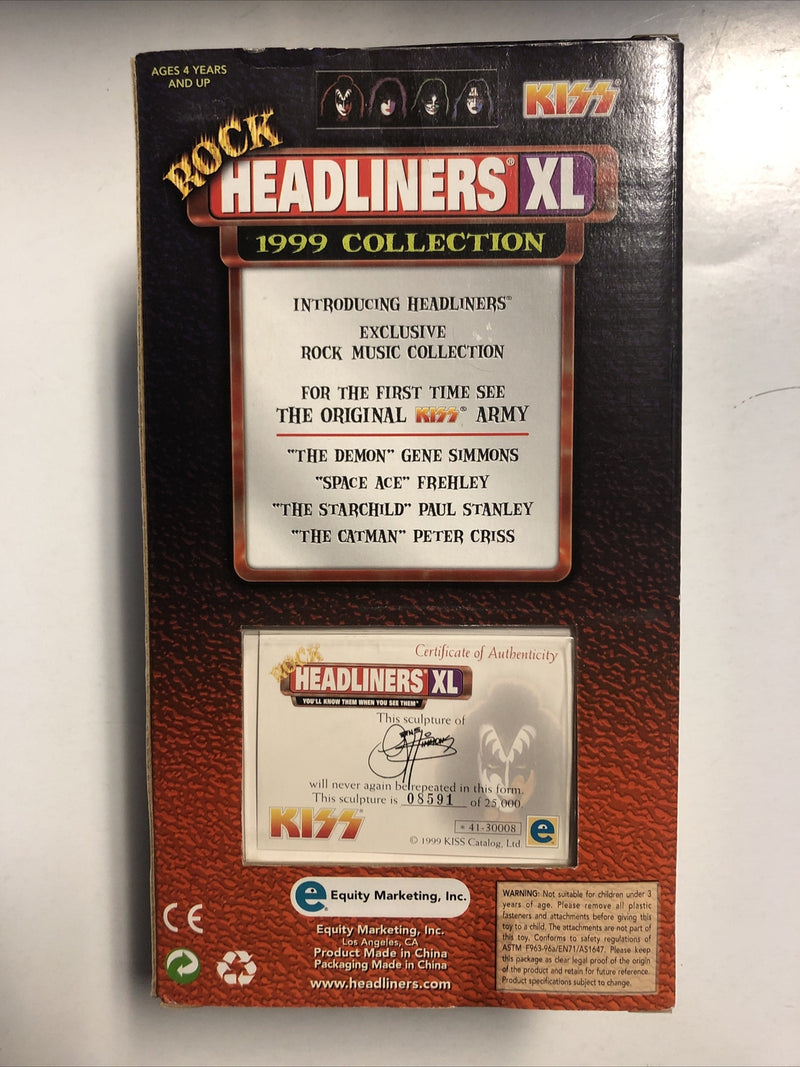 AGES 4 YEARS
AND UP
KISS®
ROCK
HEADLINERS® XL
1999 COLLECTION
INTRODUCING HEADLINERS®
EXCLUSIVE
ROCK MUSIC COLLECTION
FOR THE FIRST TIME SEE
THE ORIGINAL KISS® ARMY
"THE DEMON" GENE SIMMONS
"SPACE ACE" FREHLEY
"THE STARCHILD" PAUL STANLEY
"THE CATMAN" PETER CRISS
Certificate of Authenticity
ROCK
HEADLINERS® XL
YOU'LL KNOW THEM WHEN YOU SEE THEM™
This sculpture of
Gene Simmons
will never again be repeated in this form.
This sculpture is 08591 of 25,000
KISS®
* 41-30008 e
© 1999 KISS Catalog, Ltd.
e® Equity Marketing, Inc.
CE
Equity Marketing, Inc.
Los Angeles, CA
Product Made in China
Packaging Made in China
www.headliners.com
WARNING: Not suitable for children under 3
years of age. Please remove all plastic
fasteners and attachments before giving this
toy to a child. The attachments are not part of
this toy. Conforms to safety regulations of
ASTM F963-96a/EN71/AS1647. Please keep
this package as clear legal proof of the origin
of the product and retain for future reference.
Product specifications subject to change.